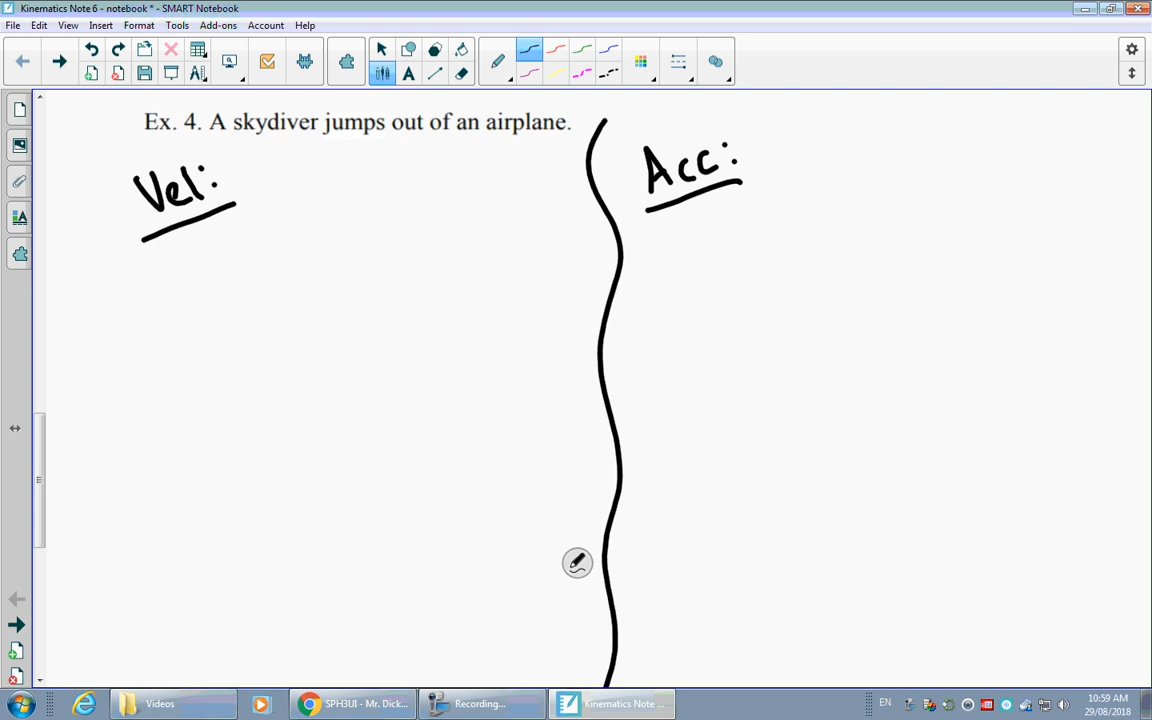 Kinematics Note 6 - notebook * - SMART Notebook
File Edit View Insert Format Tools Add-ons Account Help
Ex. 4. A skydiver jumps out of an airplane.
Vel:
Acc:
Videos
SPH3UI - Mr. Dick...
Recording...
Kinematics Note ...
EN
10:59 AM
29/08/2018